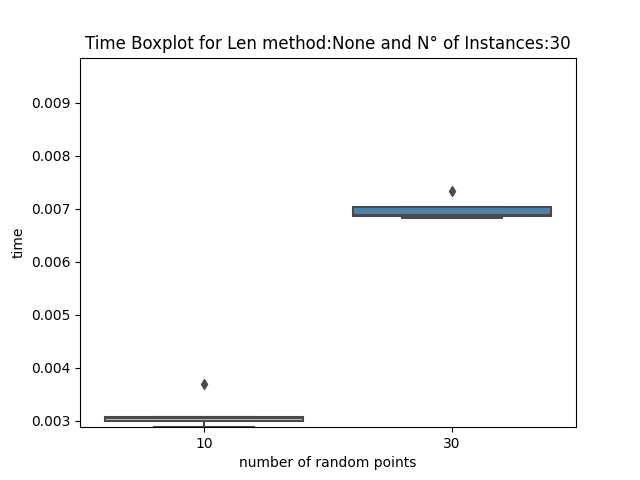 Time Boxplot for Len method:None and N° of Instances:30
0.009
0.008
0.007
0.006
0.005
0.004
0.003
time
10 30
number of random points